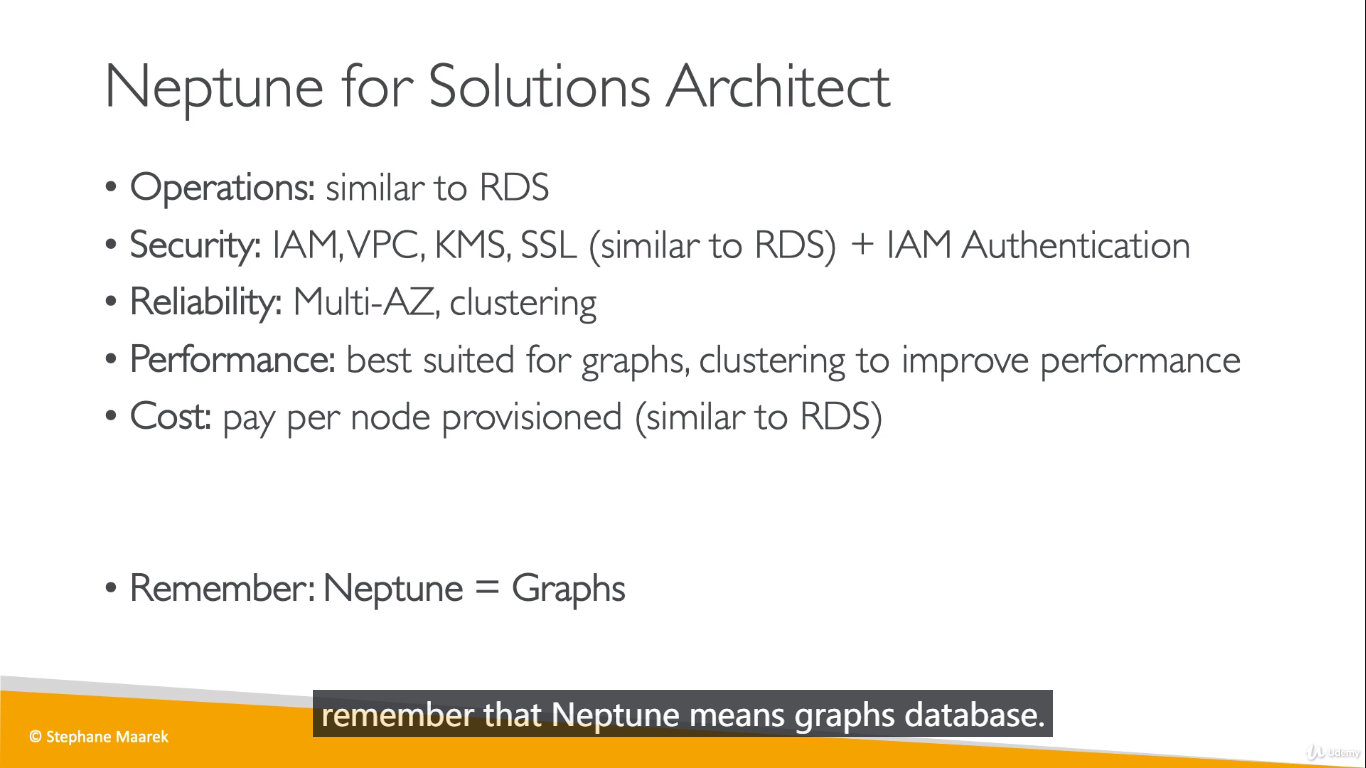 Neptune for Solutions Architect
• Operations: similar to RDS
• Security: IAM, VPC, KMS, SSL (similar to RDS) + IAM Authentication
• Reliability: Multi-AZ, clustering
• Performance: best suited for graphs, clustering to improve performance
• Cost: pay per node provisioned (similar to RDS)
• Remember: Neptune = Graphs
remember that Neptune means graphs database.
© Stephane Maarek
Udemy